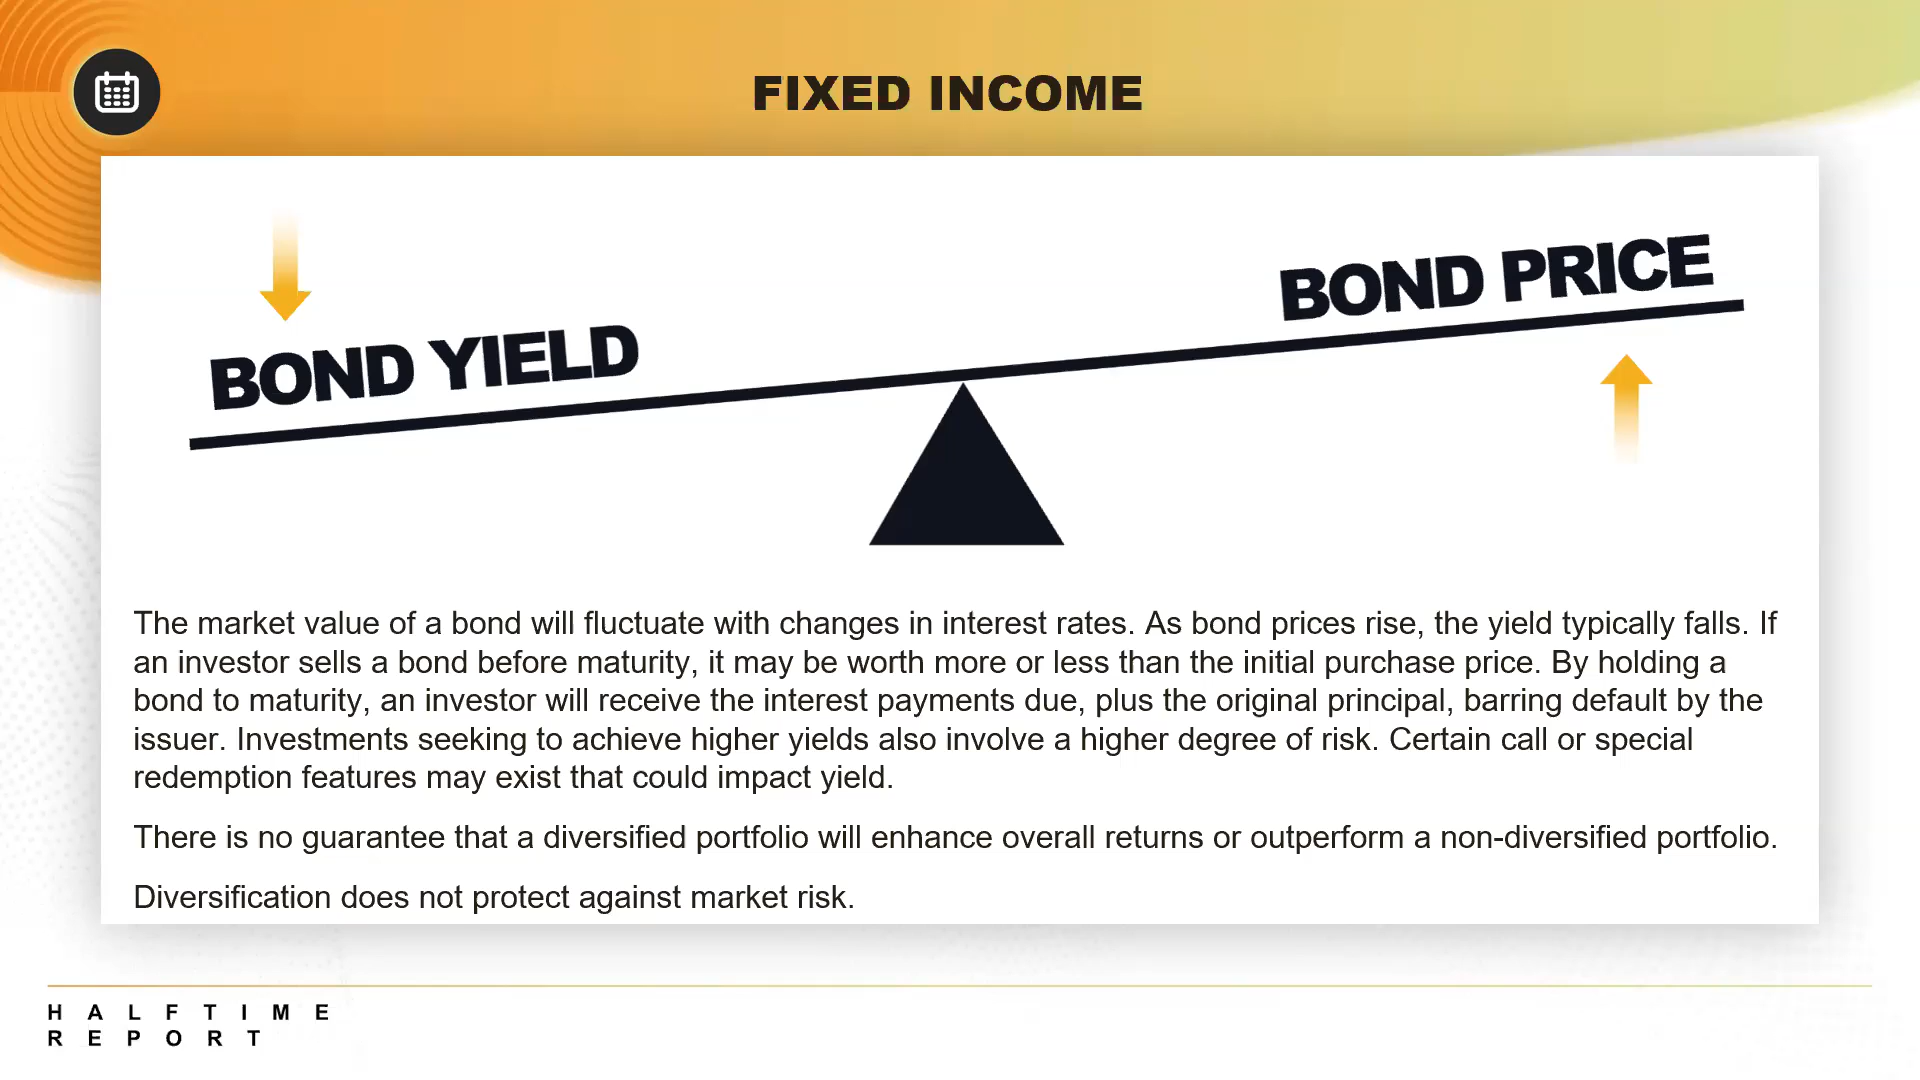 FIXED INCOME
BOND YIELD
BOND PRICE
The market value of a bond will fluctuate with changes in interest rates. As bond prices rise, the yield typically falls. If
an investor sells a bond before maturity, it may be worth more or less than the initial purchase price. By holding a
bond to maturity, an investor will receive the interest payments due, plus the original principal, barring default by the
issuer. Investments seeking to achieve higher yields also involve a higher degree of risk. Certain call or special
redemption features may exist that could impact yield.
There is no guarantee that a diversified portfolio will enhance overall returns or outperform a non-diversified portfolio.
Diversification does not protect against market risk.
HALFTIME
REPORT